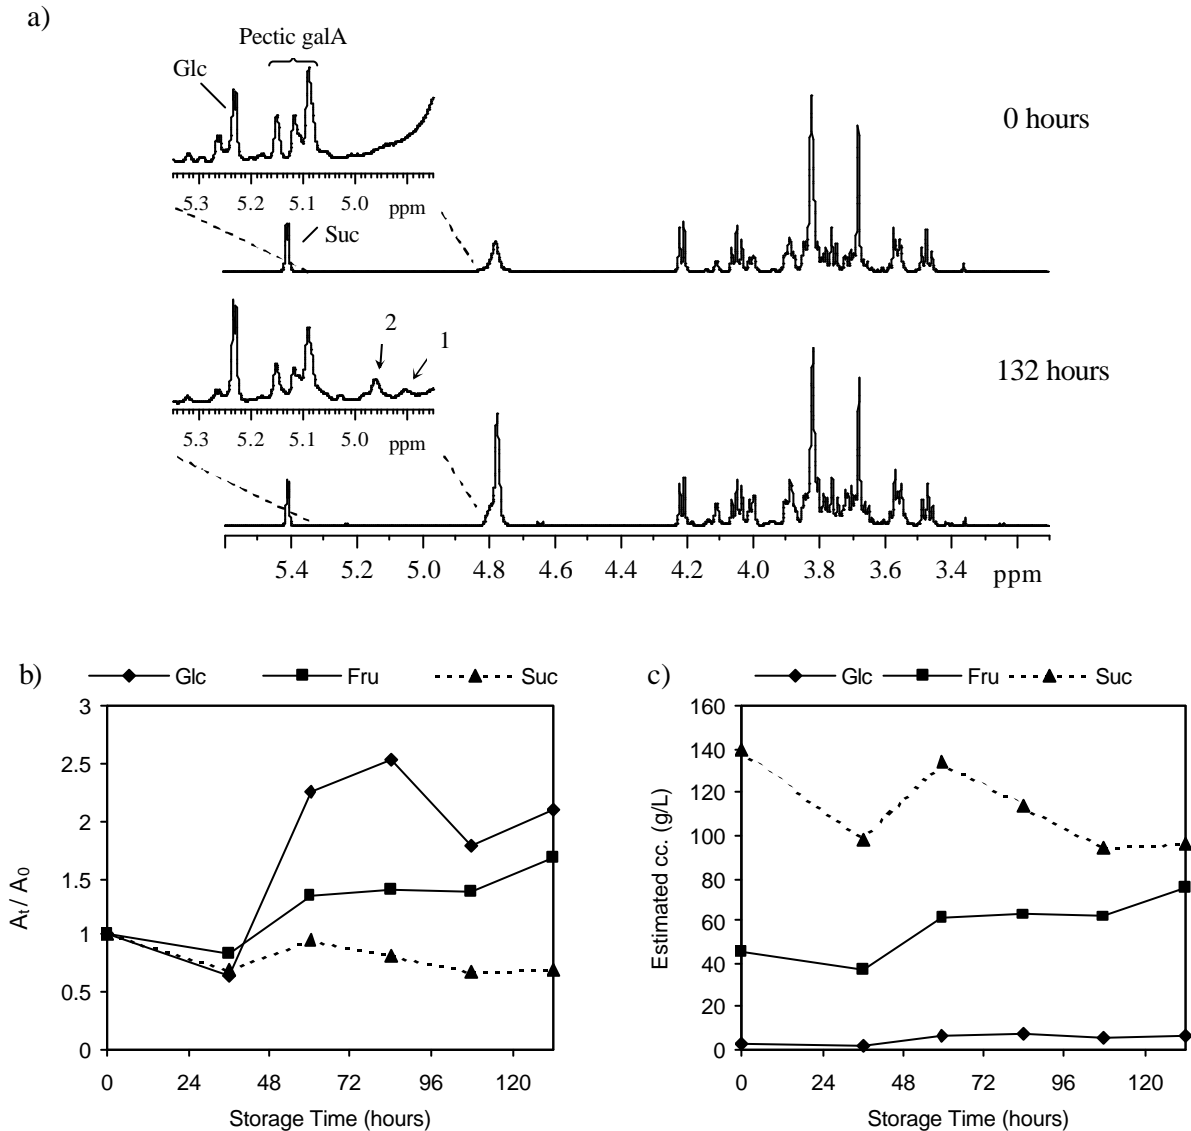 a)
Pectic galA
Glc
0 hours
5.3 5.2 5.1 5.0 ppm
Suc
2
1
132 hours
5.3 5.2 5.1 5.0 ppm
5.4 5.2 5.0 4.8 4.6 4.4 4.2 4.0 3.8 3.6 3.4 ppm
b)
Glc Fru Suc
3
2.5
2
1.5
1
0.5
0
At / A0
0 24 48 72 96 120
Storage Time (hours)
c)
Glc Fru Suc
160
140
120
100
80
60
40
20
0
Estimated cc. (g/L)
0 24 48 72 96 120
Storage Time (hours)